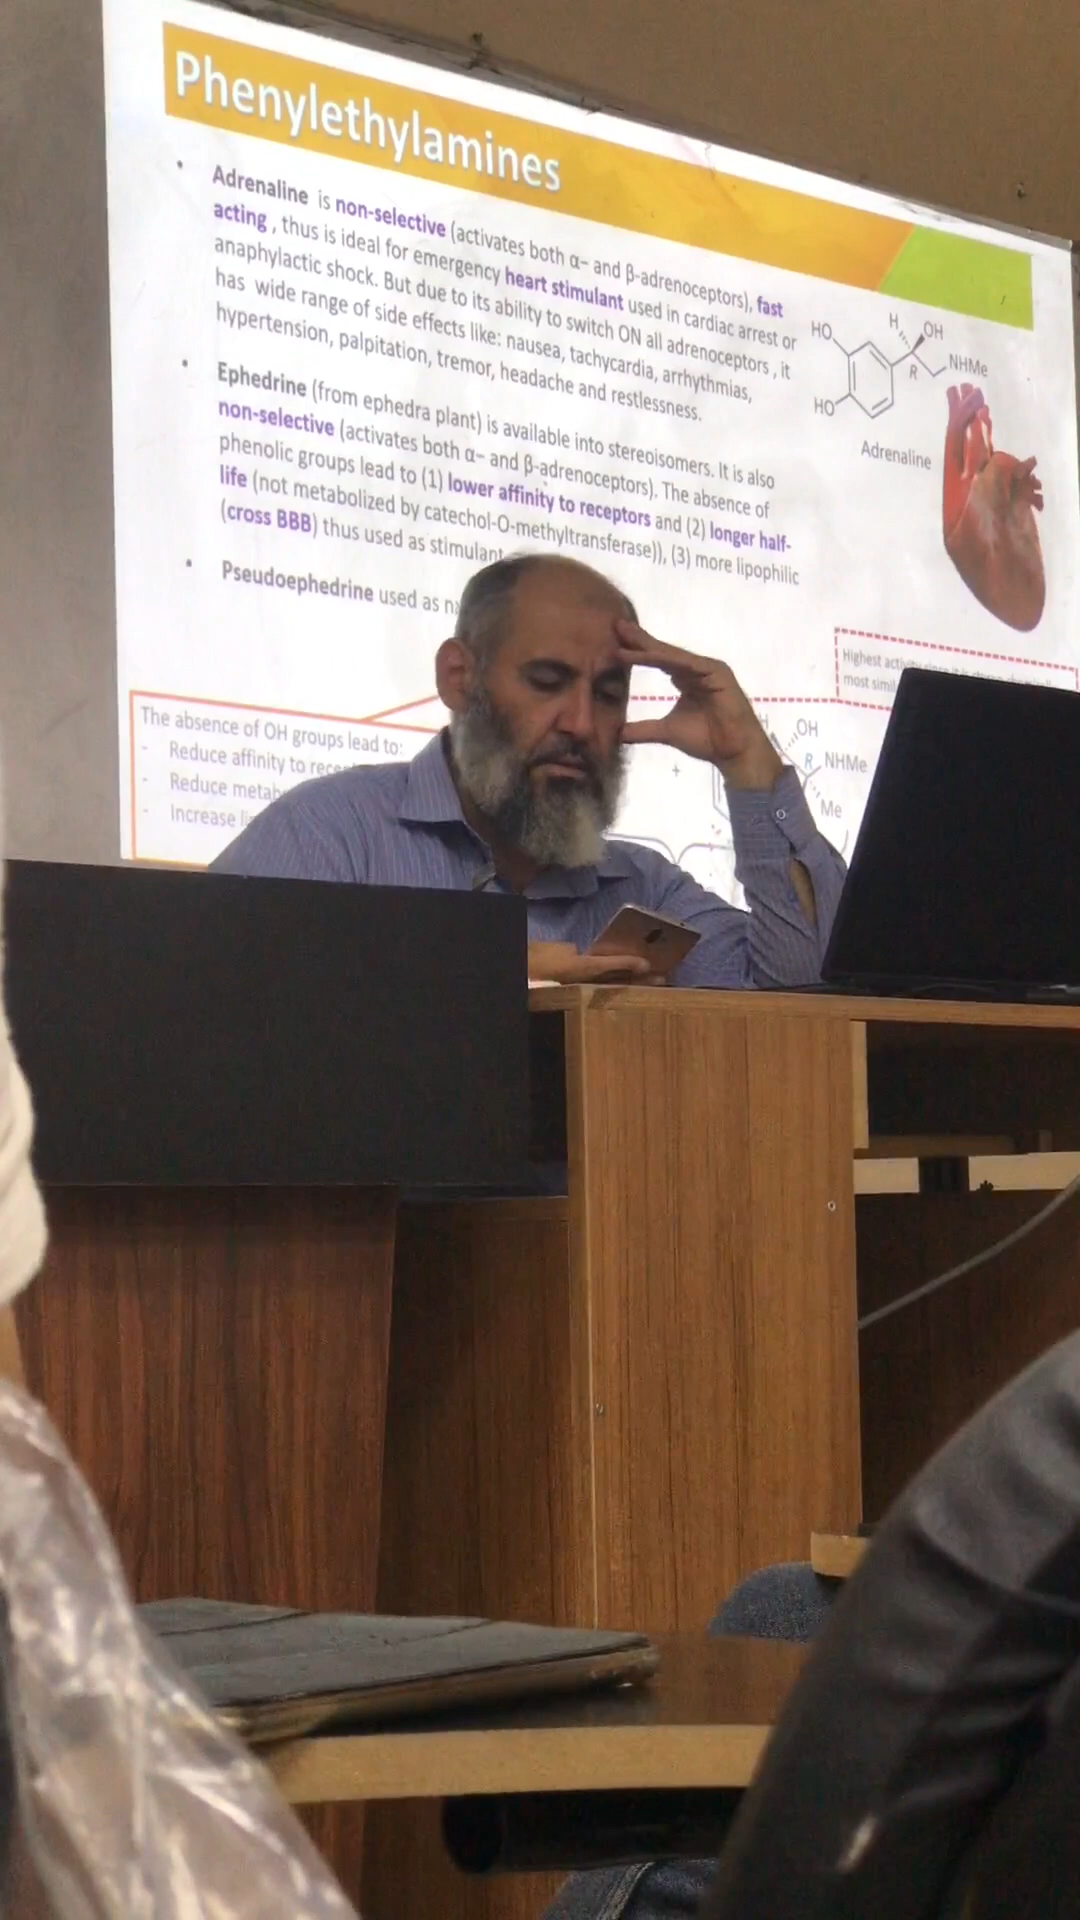 Phenylethylamines
• Adrenaline is non-selective (activates both α– and β-adrenoceptors), fast
acting , thus is ideal for emergency heart stimulant used in cardiac arrest or
anaphylactic shock. But due to its ability to switch ON all adrenoceptors , it
has wide range of side effects like: nausea, tachycardia, arrhythmias,
hypertension, palpitation, tremor, headache and restlessness.
• Ephedrine (from ephedra plant) is available into stereoisomers. It is also
non-selective (activates both α– and β-adrenoceptors). The absence of
phenolic groups lead to (1) lower affinity to receptors and (2) longer half-
life (not metabolized by catechol-O-methyltransferase)), (3) more lipophilic
(cross BBB) thus used as stimulant
• Pseudoephedrine used as
HO
H
OH
R
NHMe
HO
Adrenaline
Highest activity since it is
most
The absence of OH groups lead to:
- Reduce affinity to
- Reduce
- Increase
+
H
OH
R
NHMe
Me